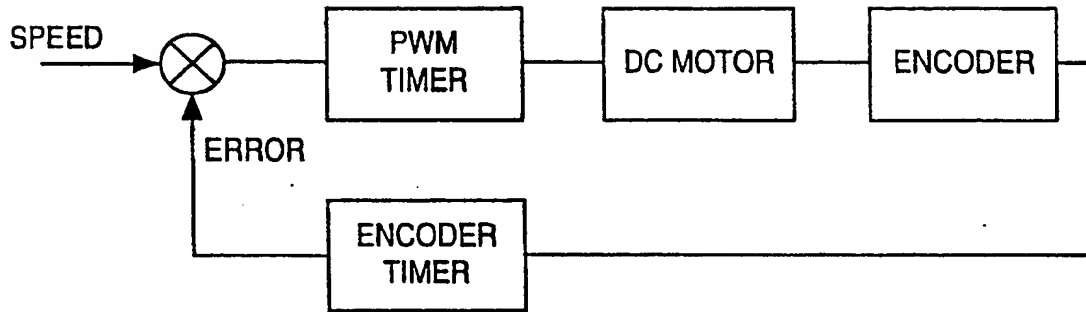 SPEED
PWM
TIMER
DC MOTOR
ENCODER
ERROR
ENCODER
TIMER